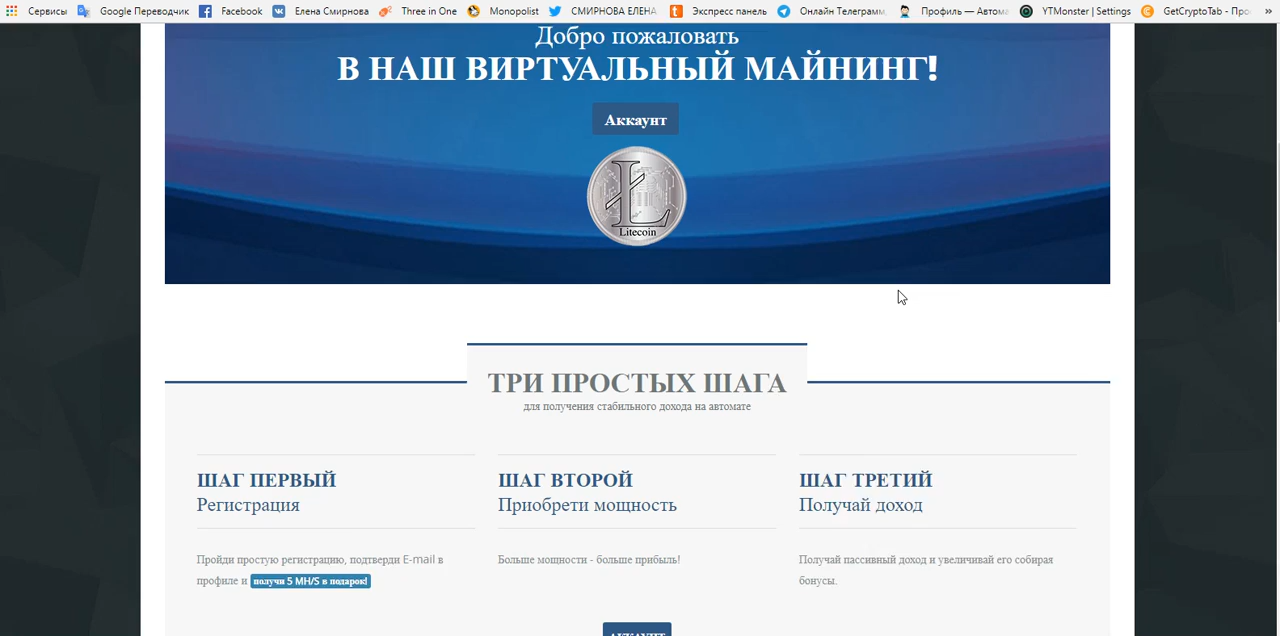 Сервисы Google Переводчик Facebook Елена Смирнова Three in One Monopolist СМИРНОВА ЕЛЕНА Экспресс панель Онлайн Телеграмм Профиль — Автома YTMonster | Settings GetCryptoTab - Про »
Добро пожаловать
В НАШ ВИРТУАЛЬНЫЙ МАЙНИНГ!
Аккаунт
Litecoin
ТРИ ПРОСТЫХ ШАГА
для получения стабильного дохода на автомате
ШАГ ПЕРВЫЙ
Регистрация
Пройди простую регистрацию, подтверди E-mail в
профиле и получи 5 MH/S в подарок!
ШАГ ВТОРОЙ
Приобрети мощность
Больше мощности - больше прибыль!
ШАГ ТРЕТИЙ
Получай доход
Получай пассивный доход и увеличивай его собирая
бонусы.
АККАУНТ